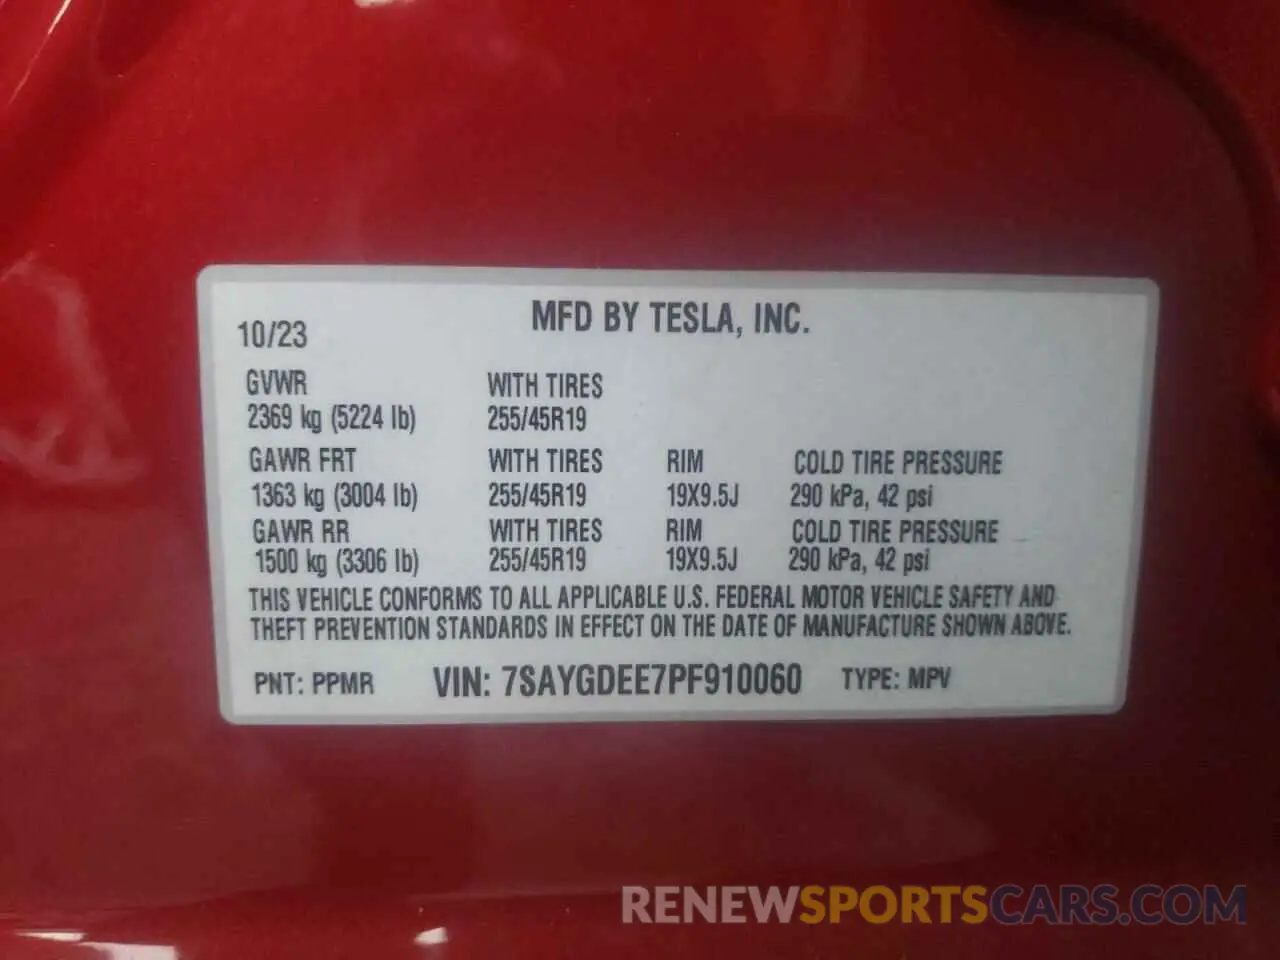 MFD BY TESLA, INC.
10/23
GVWR WITH TIRES
2369 kg (5224 lb) 255/45R19
GAWR FRT WITH TIRES RIM COLD TIRE PRESSURE
1363 kg (3004 lb) 255/45R19 19X9.5J 290 kPa, 42 psi
GAWR RR WITH TIRES RIM COLD TIRE PRESSURE
1500 kg (3306 lb) 255/45R19 19X9.5J 290 kPa, 42 psi
THIS VEHICLE CONFORMS TO ALL APPLICABLE U.S. FEDERAL MOTOR VEHICLE SAFETY AND
THEFT PREVENTION STANDARDS IN EFFECT ON THE DATE OF MANUFACTURE SHOWN ABOVE.
PNT: PPMR VIN: 7SAYGDEE7PF910060 TYPE: MPV
RENEWSPORTSCARS.COM